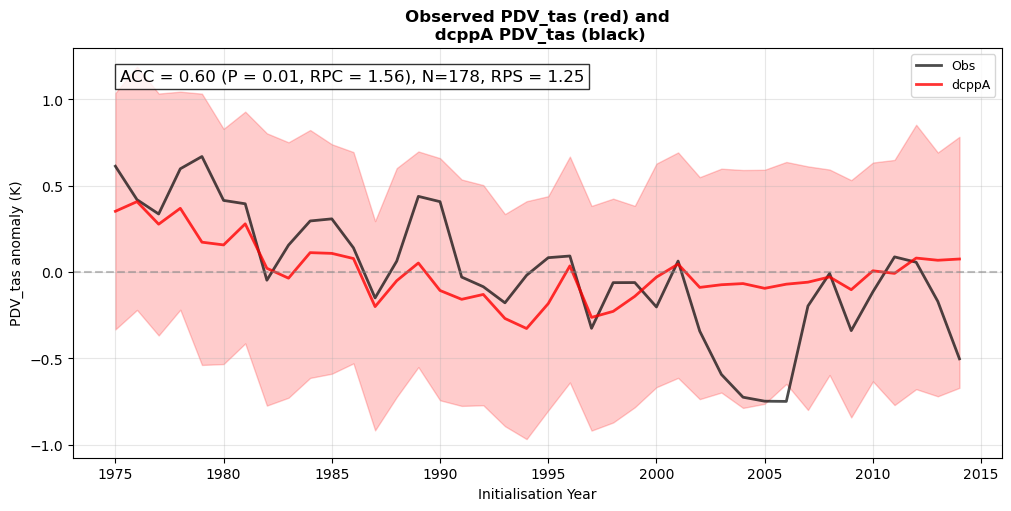 Observed PDV_tas (red) and
dcppA PDV_tas (black)
ACC = 0.60 (P = 0.01, RPC = 1.56), N=178, RPS = 1.25
Obs
dcppA
PDV_tas anomaly (K)
1.0
0.5
0.0
−0.5
−1.0
1975 1980 1985 1990 1995 2000 2005 2010 2015
Initialisation Year